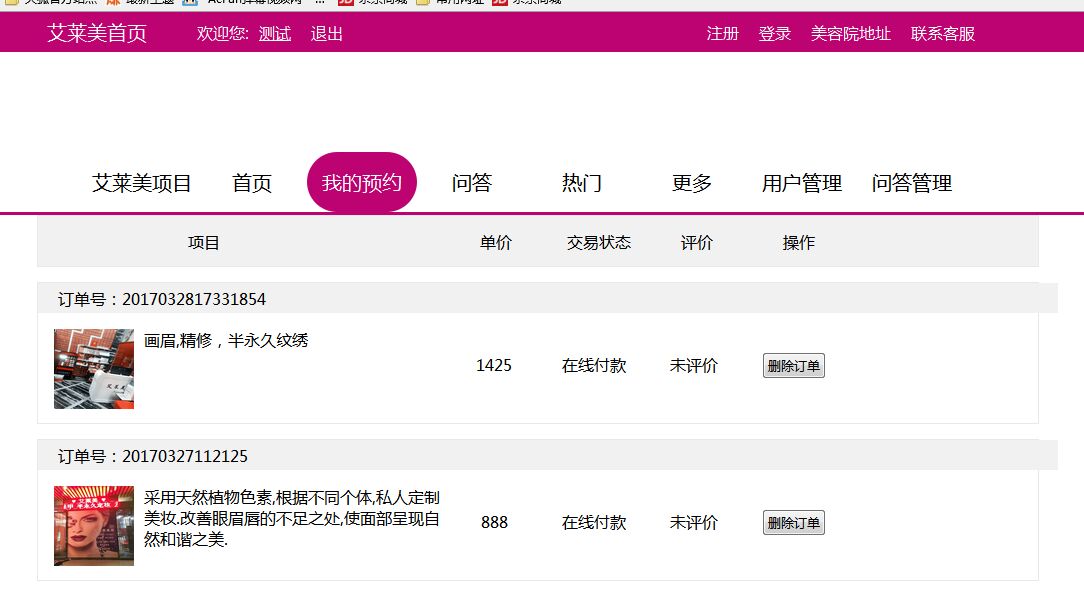 艾莱美首页 欢迎您: 测试 退出 注册 登录 美容院地址 联系客服
艾莱美项目 首页 我的预约 问答 热门 更多 用户管理 问答管理
项目 单价 交易状态 评价 操作
订单号：2017032817331854
画眉,精修，半永久纹绣
1425 在线付款 未评价 删除订单
订单号：20170327112125
采用天然植物色素,根据不同个体,私人定制
美妆.改善眼眉唇的不足之处,使面部呈现自
然和谐之美.
888 在线付款 未评价 删除订单